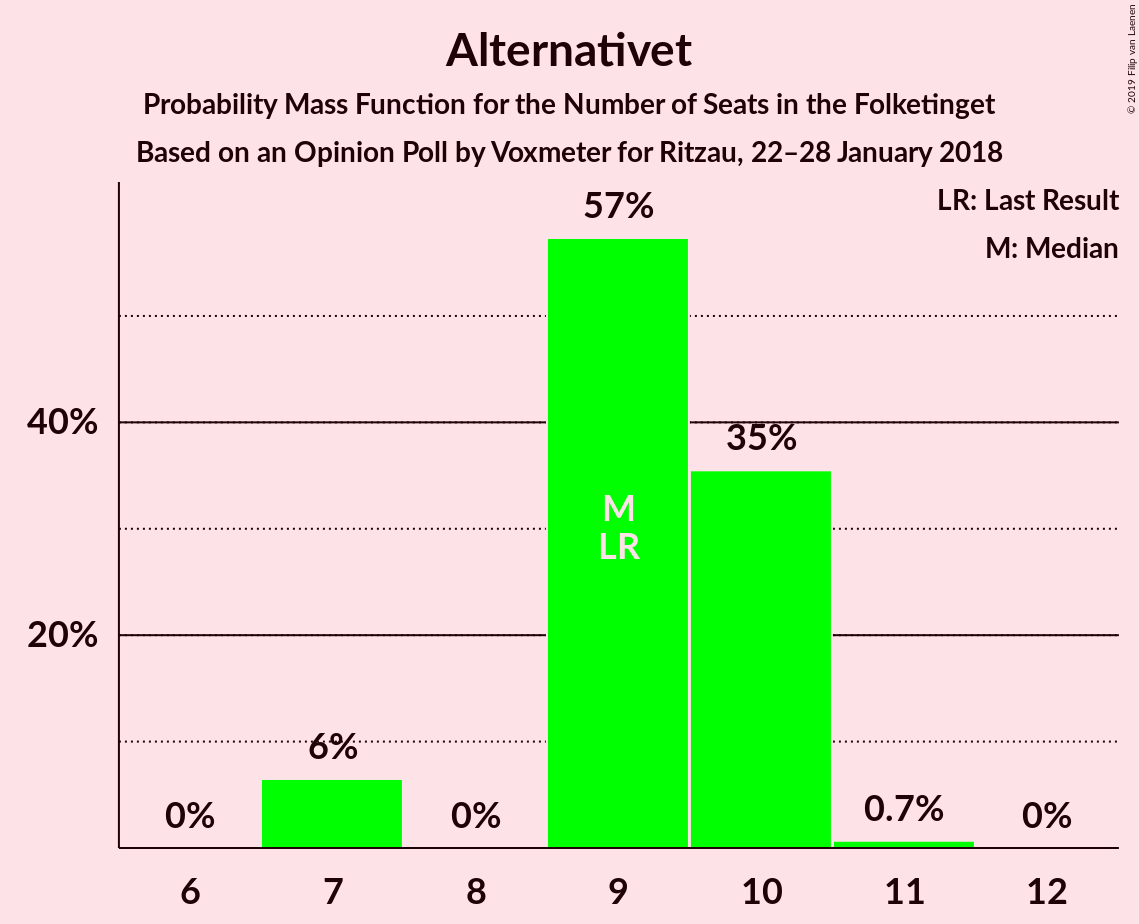 Alternativet
Probability Mass Function for the Number of Seats in the Folketinget
Based on an Opinion Poll by Voxmeter for Ritzau, 22–28 January 2018
© 2019 Filip van Laenen
LR: Last Result
M: Median
57%
40%
35%
M
LR
20%
6%
0%
0%
0.7%
0%
6 7 8 9 10 11 12